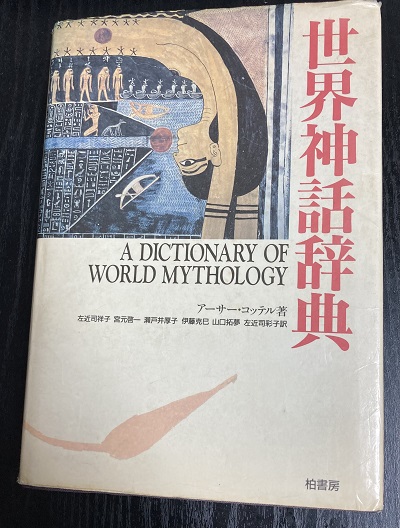 世界神話辞典
A DICTIONARY OF
WORLD MYTHOLOGY
アーサー・コッテル著
左近司祥子 宮元啓一 瀬戸井厚子 伊藤克巳 山口拓夢 左近司彩子訳
柏書房